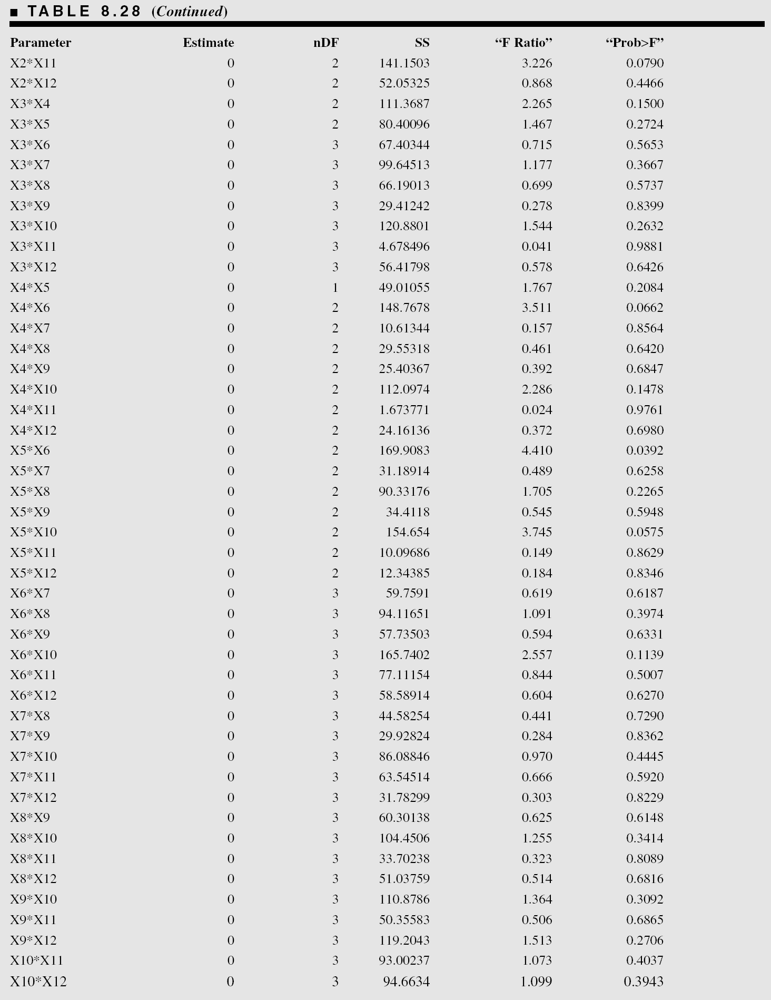 ■ TABLE 8.28 (Continued)
Parameter Estimate nDF SS “F Ratio” “Prob>F”
X2*X11 0 2 141.1503 3.226 0.0790
X2*X12 0 2 52.05325 0.868 0.4466
X3*X4 0 2 111.3687 2.265 0.1500
X3*X5 0 2 80.40096 1.467 0.2724
X3*X6 0 3 67.40344 0.715 0.5653
X3*X7 0 3 99.64513 1.177 0.3667
X3*X8 0 3 66.19013 0.699 0.5737
X3*X9 0 3 29.41242 0.278 0.8399
X3*X10 0 3 120.8801 1.544 0.2632
X3*X11 0 3 4.678496 0.041 0.9881
X3*X12 0 3 56.41798 0.578 0.6426
X4*X5 0 1 49.01055 1.767 0.2084
X4*X6 0 2 148.7678 3.511 0.0662
X4*X7 0 2 10.61344 0.157 0.8564
X4*X8 0 2 29.55318 0.461 0.6420
X4*X9 0 2 25.40367 0.392 0.6847
X4*X10 0 2 112.0974 2.286 0.1478
X4*X11 0 2 1.673771 0.024 0.9761
X4*X12 0 2 24.16136 0.372 0.6980
X5*X6 0 2 169.9083 4.410 0.0392
X5*X7 0 2 31.18914 0.489 0.6258
X5*X8 0 2 90.33176 1.705 0.2265
X5*X9 0 2 34.4118 0.545 0.5948
X5*X10 0 2 154.654 3.745 0.0575
X5*X11 0 2 10.09686 0.149 0.8629
X5*X12 0 2 12.34385 0.184 0.8346
X6*X7 0 3 59.7591 0.619 0.6187
X6*X8 0 3 94.11651 1.091 0.3974
X6*X9 0 3 57.73503 0.594 0.6331
X6*X10 0 3 165.7402 2.557 0.1139
X6*X11 0 3 77.11154 0.844 0.5007
X6*X12 0 3 58.58914 0.604 0.6270
X7*X8 0 3 44.58254 0.441 0.7290
X7*X9 0 3 29.92824 0.284 0.8362
X7*X10 0 3 86.08846 0.970 0.4445
X7*X11 0 3 63.54514 0.666 0.5920
X7*X12 0 3 31.78299 0.303 0.8229
X8*X9 0 3 60.30138 0.625 0.6148
X8*X10 0 3 104.4506 1.255 0.3414
X8*X11 0 3 33.70238 0.323 0.8089
X8*X12 0 3 51.03759 0.514 0.6816
X9*X10 0 3 110.8786 1.364 0.3092
X9*X11 0 3 50.35583 0.506 0.6865
X9*X12 0 3 119.2043 1.513 0.2706
X10*X11 0 3 93.00237 1.073 0.4037
X10*X12 0 3 94.6634 1.099 0.3943